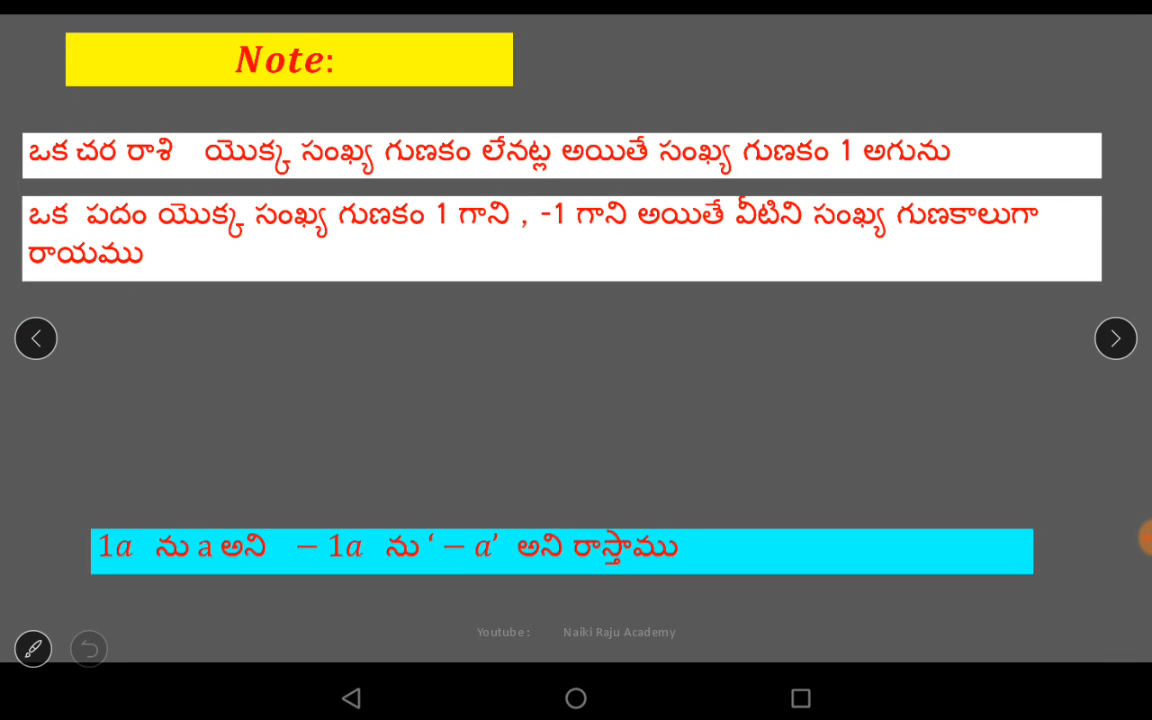 Note:
ఒక చర రాశి యొక్క సంఖ్య గుణకం లేనట్ల అయితే సంఖ్య గుణకం 1 అగును
ఒక పదం యొక్క సంఖ్య గుణకం 1 గాని , -1 గాని అయితే వీటిని సంఖ్య గుణకాలుగా
రాయము
1a ను a అని − 1a ను ‘ − a’ అని రాస్తాము
Youtube : Naiki Raju Academy